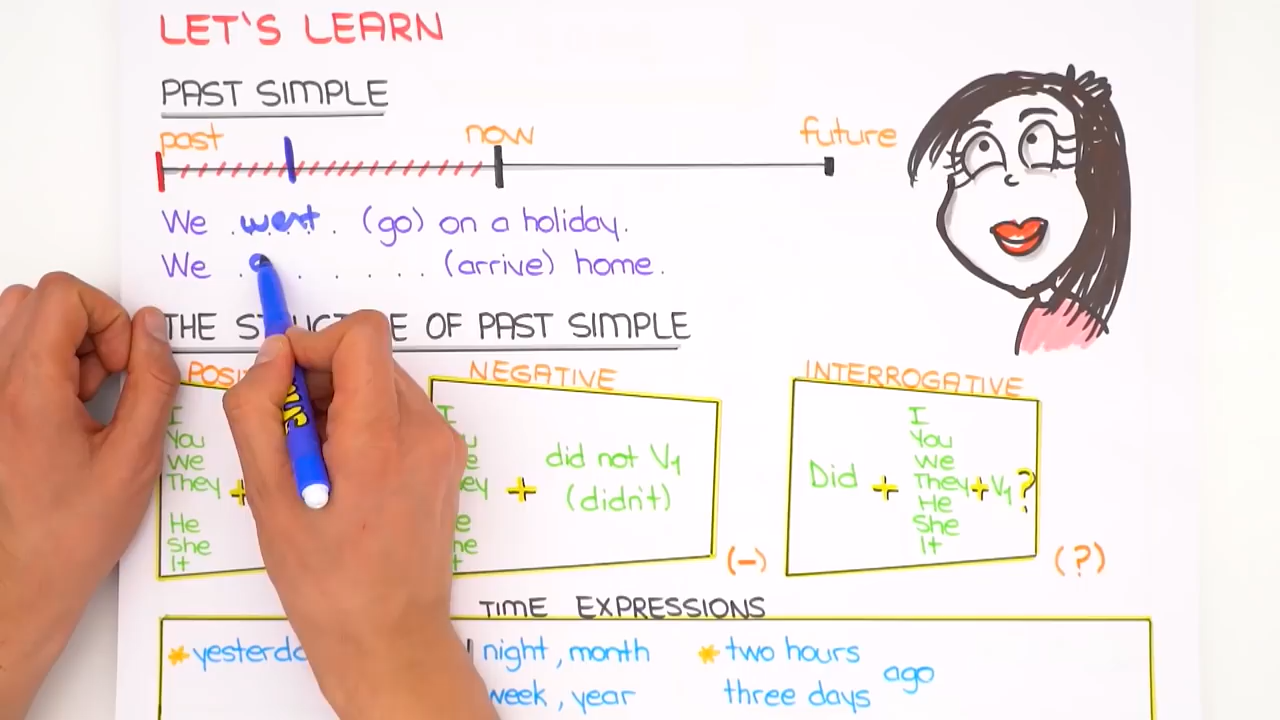 LET'S LEARN
PAST SIMPLE
past now future
We went (go) on a holiday.
We . . . . . . (arrive) home.
THE OF PAST SIMPLE
NEGATIVE INTERROGATIVE
I
You
We
They +
He
She
It
I
+ did not V1
(didn't)
(-)
Did + I
You
We
They + V1 ?
He
She
It
(?)
TIME EXPRESSIONS
* night, month * two hours
week, year three days ago